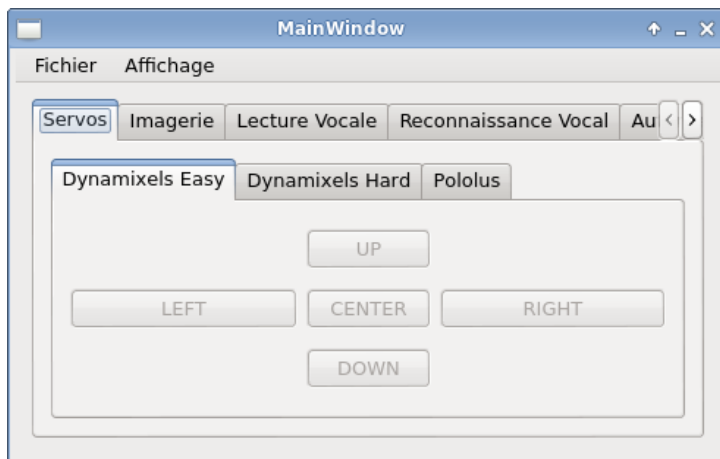 MainWindow
Fichier Affichage
Servos Imagerie Lecture Vocale Reconnaissance Vocal Au
Dynamixels Easy Dynamixels Hard Pololus
UP
LEFT CENTER RIGHT
DOWN